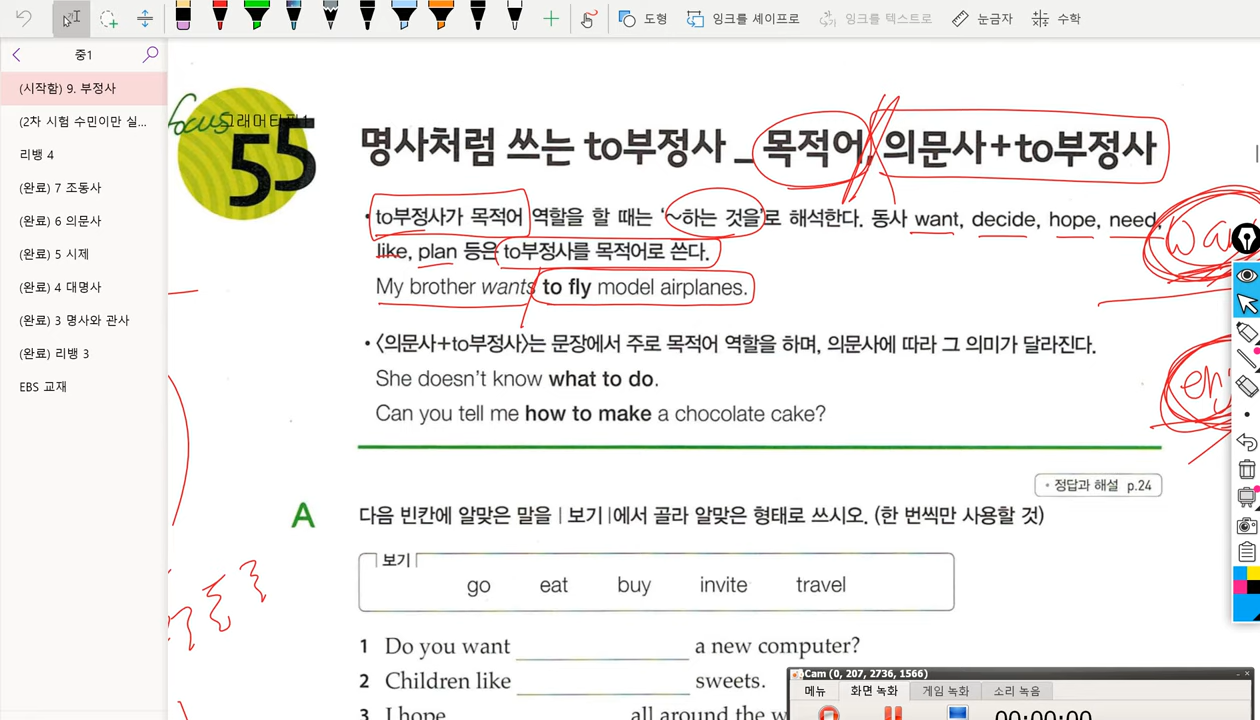 도형
잉크를 셰이프로
잉크를 텍스트로
눈금자
수학
중1
(시작함) 9. 부정사
(2차 시험 수민이만 실...
리뱅 4
(완료) 7 조동사
(완료) 6 의문사
(완료) 5 시제
(완료) 4 대명사
(완료) 3 명사와 관사
(완료) 리뱅 3
EBS 교재
focus
55
명사처럼 쓰는 to부정사 _ 목적어, 의문사+to부정사
• to부정사가 목적어 역할을 할 때는 '~하는 것을'로 해석한다. 동사 want, decide, hope, need,
like, plan 등은 to부정사를 목적어로 쓴다.
My brother wants to fly model airplanes.
• 〈의문사+to부정사〉는 문장에서 주로 목적어 역할을 하며, 의문사에 따라 그 의미가 달라진다.
She doesn't know what to do.
Can you tell me how to make a chocolate cake?
• 정답과 해설 p.24
A 다음 빈칸에 알맞은 말을 | 보기 |에서 골라 알맞은 형태로 쓰시오. (한 번씩만 사용할 것)
보기
go eat buy invite travel
1 Do you want ____________ a new computer?
2 Children like ____________ sweets.
3 I hope ____________ all around the w
oCam (0, 207, 2736, 1566)
메뉴 화면 녹화 게임 녹화 소리 녹음
00:00:00